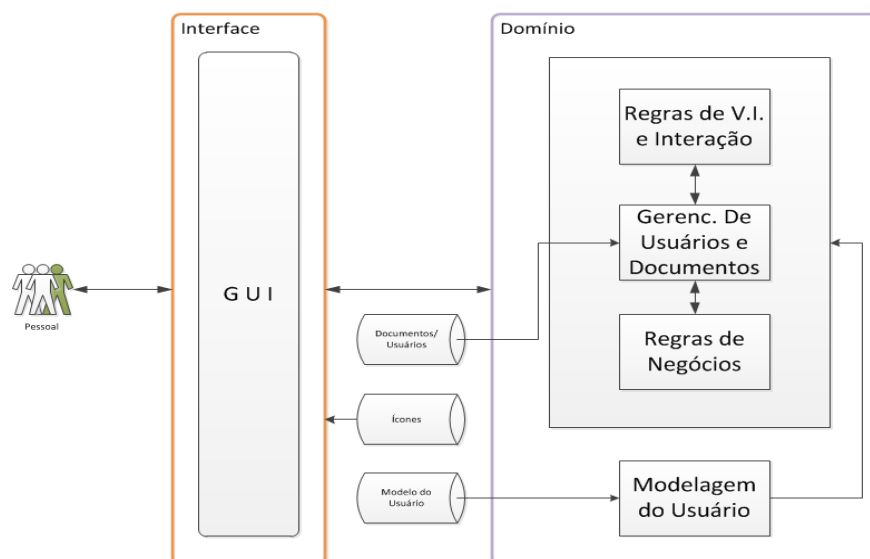 Interface
Domínio
Regras de V.I.
e Interação
Gerenc. De
Usuários e
Documentos
G U I
Pessoal
Documentos/
Usuários
Regras de
Negócios
Ícones
Modelo do
Usuário
Modelagem
do Usuário